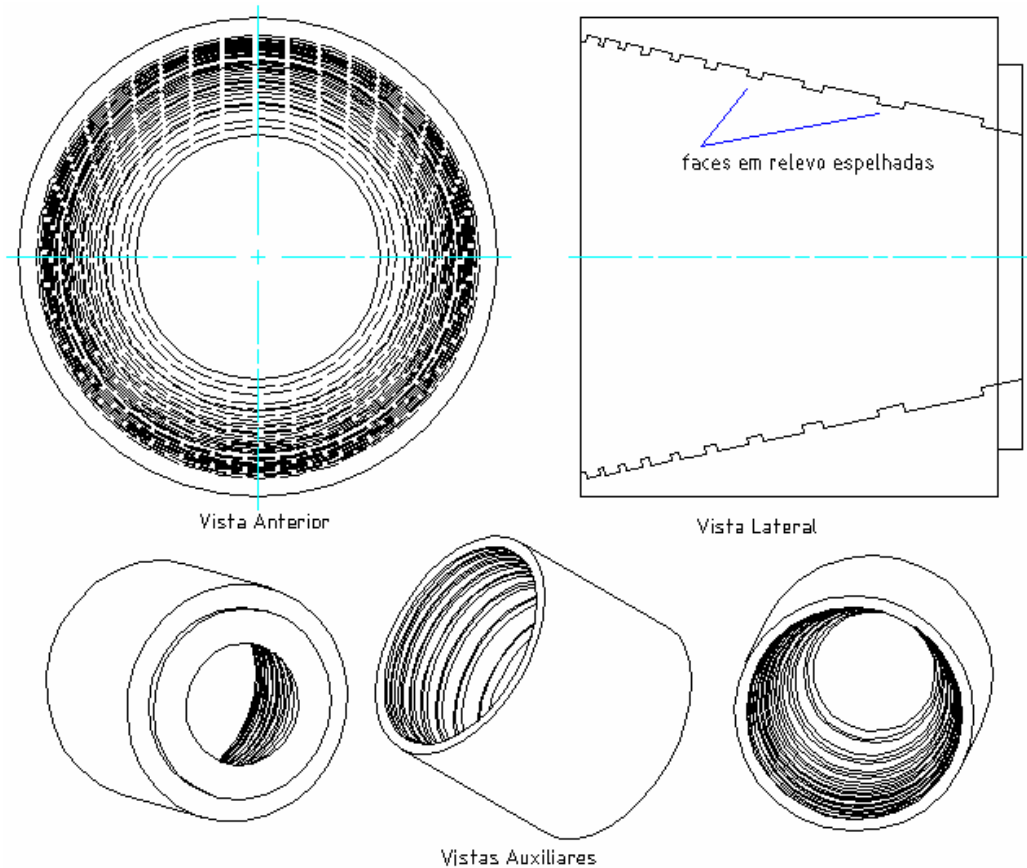 faces em relevo espelhadas
Vista Anterior
Vista Lateral
Vistas Auxiliares